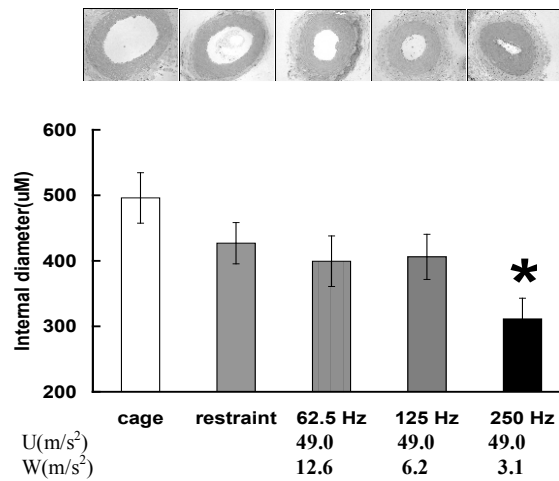 600
500
400
300
200
Internal diameter(uM)
*
cage restraint 62.5 Hz 125 Hz 250 Hz
U(m/s²) 49.0 49.0 49.0
W(m/s²) 12.6 6.2 3.1